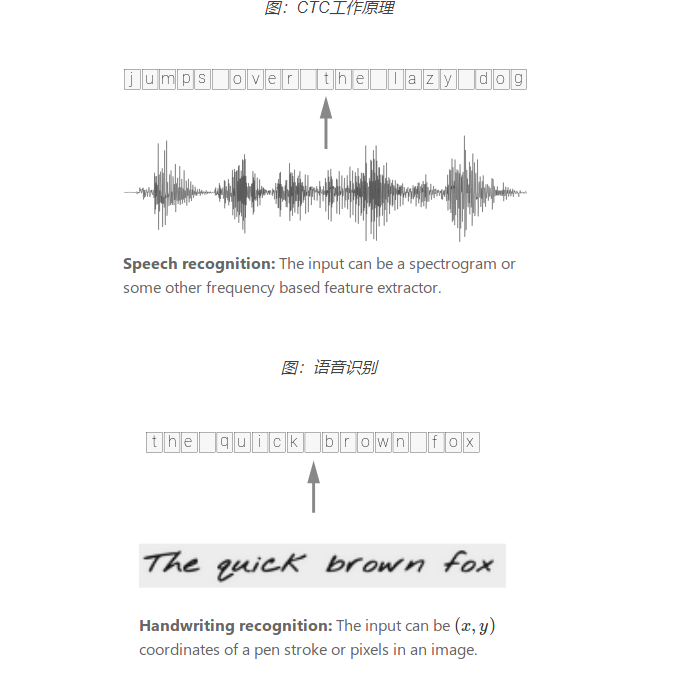 图：CTC工作原理
jumps over the lazy dog
Speech recognition: The input can be a spectrogram or
some other frequency based feature extractor.
图：语音识别
the quick brown fox
The quick brown fox
Handwriting recognition: The input can be (x, y)
coordinates of a pen stroke or pixels in an image.